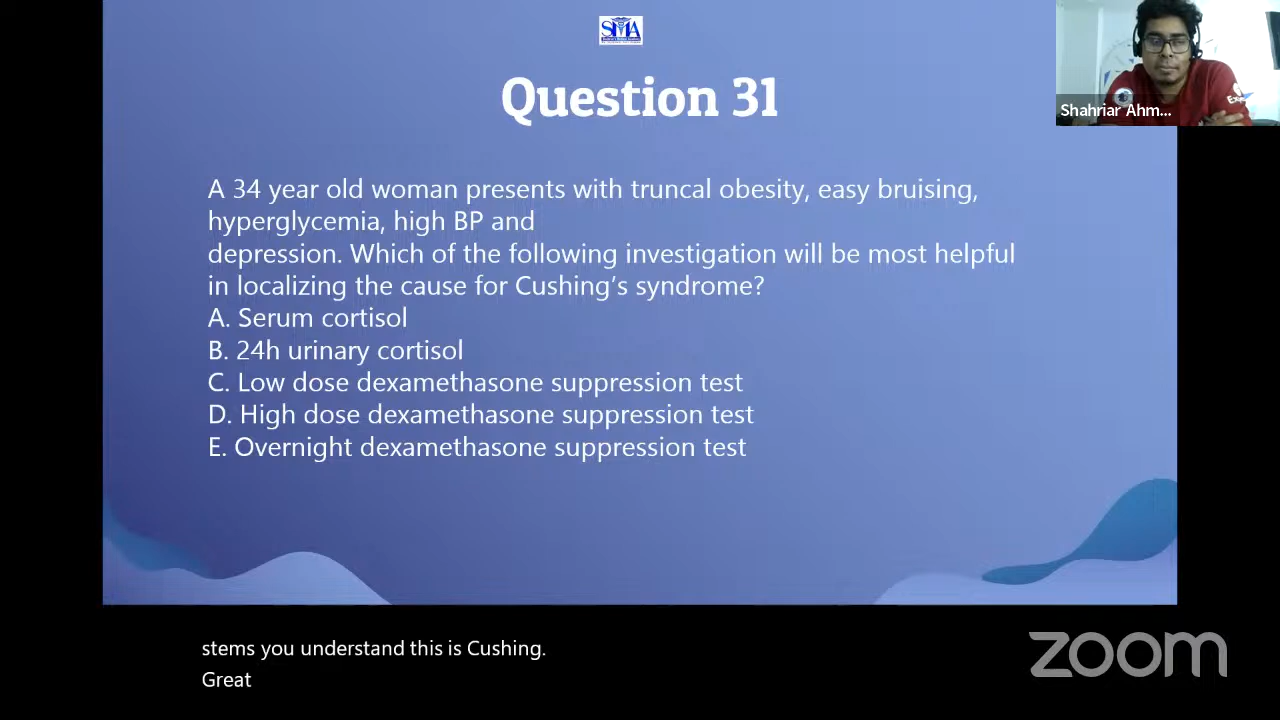 SMA
Question 31
Shahriar Ahm...
A 34 year old woman presents with truncal obesity, easy bruising,
hyperglycemia, high BP and
depression. Which of the following investigation will be most helpful
in localizing the cause for Cushing’s syndrome?
A. Serum cortisol
B. 24h urinary cortisol
C. Low dose dexamethasone suppression test
D. High dose dexamethasone suppression test
E. Overnight dexamethasone suppression test
stems you understand this is Cushing.
Great
zoom